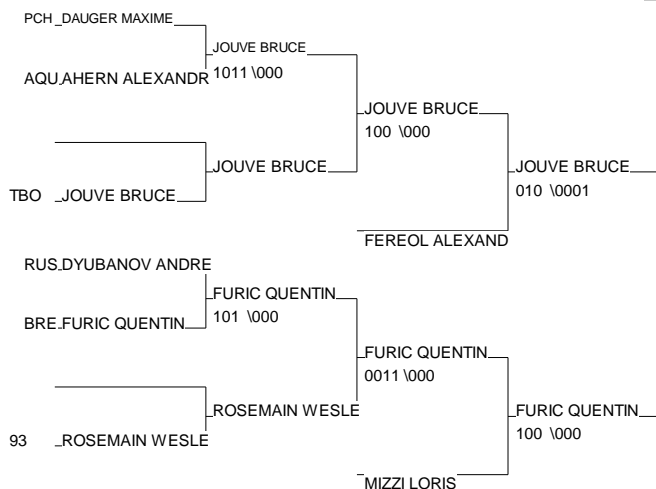 PCH DAUGER MAXIME
JOUVE BRUCE
AQU AHERN ALEXANDR 1011 \000
JOUVE BRUCE
100 \000
JOUVE BRUCE JOUVE BRUCE
TBO JOUVE BRUCE 010 \0001
FEREOL ALEXAND
RUS DYUBANOV ANDRE
FURIC QUENTIN
BRE FURIC QUENTIN 101 \000
FURIC QUENTIN
0011 \000
ROSEMAIN WESLE FURIC QUENTIN
93 ROSEMAIN WESLE 100 \000
MIZZI LORIS